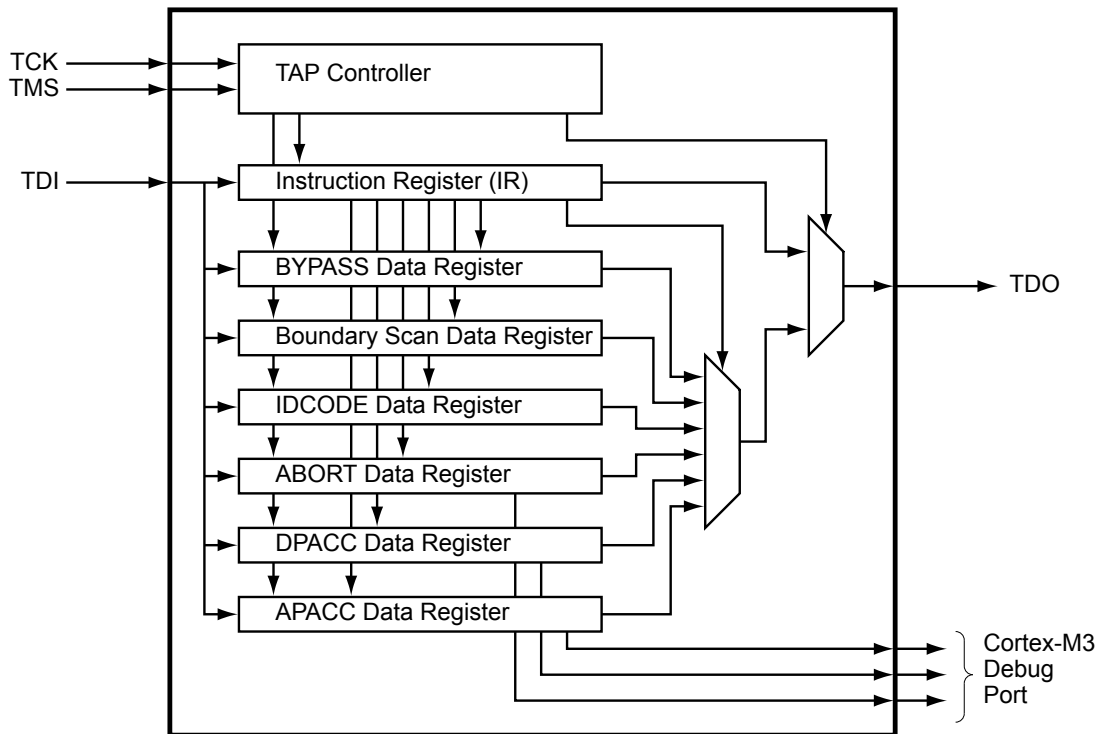 TCK
TMS
TAP Controller
TDI
Instruction Register (IR)
BYPASS Data Register
Boundary Scan Data Register
IDCODE Data Register
ABORT Data Register
DPACC Data Register
APACC Data Register
TDO
Cortex-M3
Debug
Port